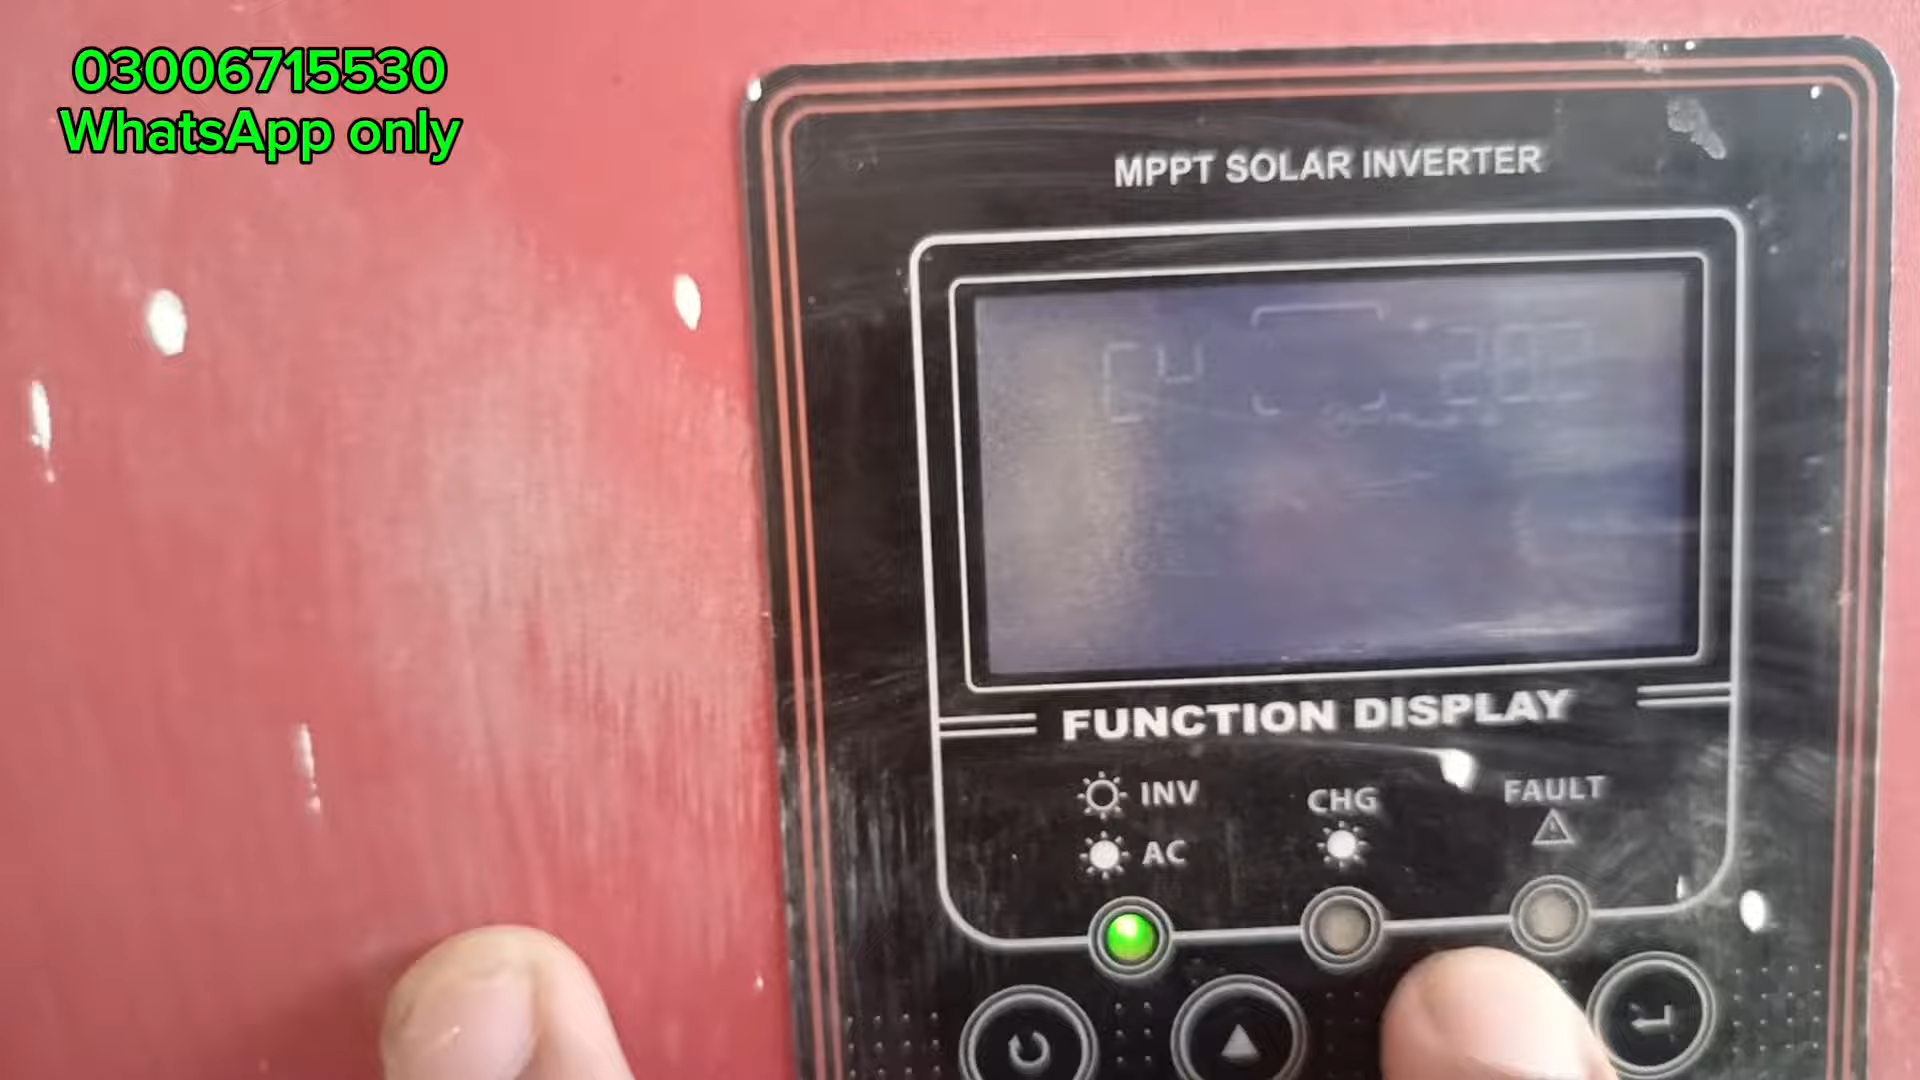 03006715530
WhatsApp only
MPPT SOLAR INVERTER
FUNCTION DISPLAY
INV
AC
CHG
FAULT